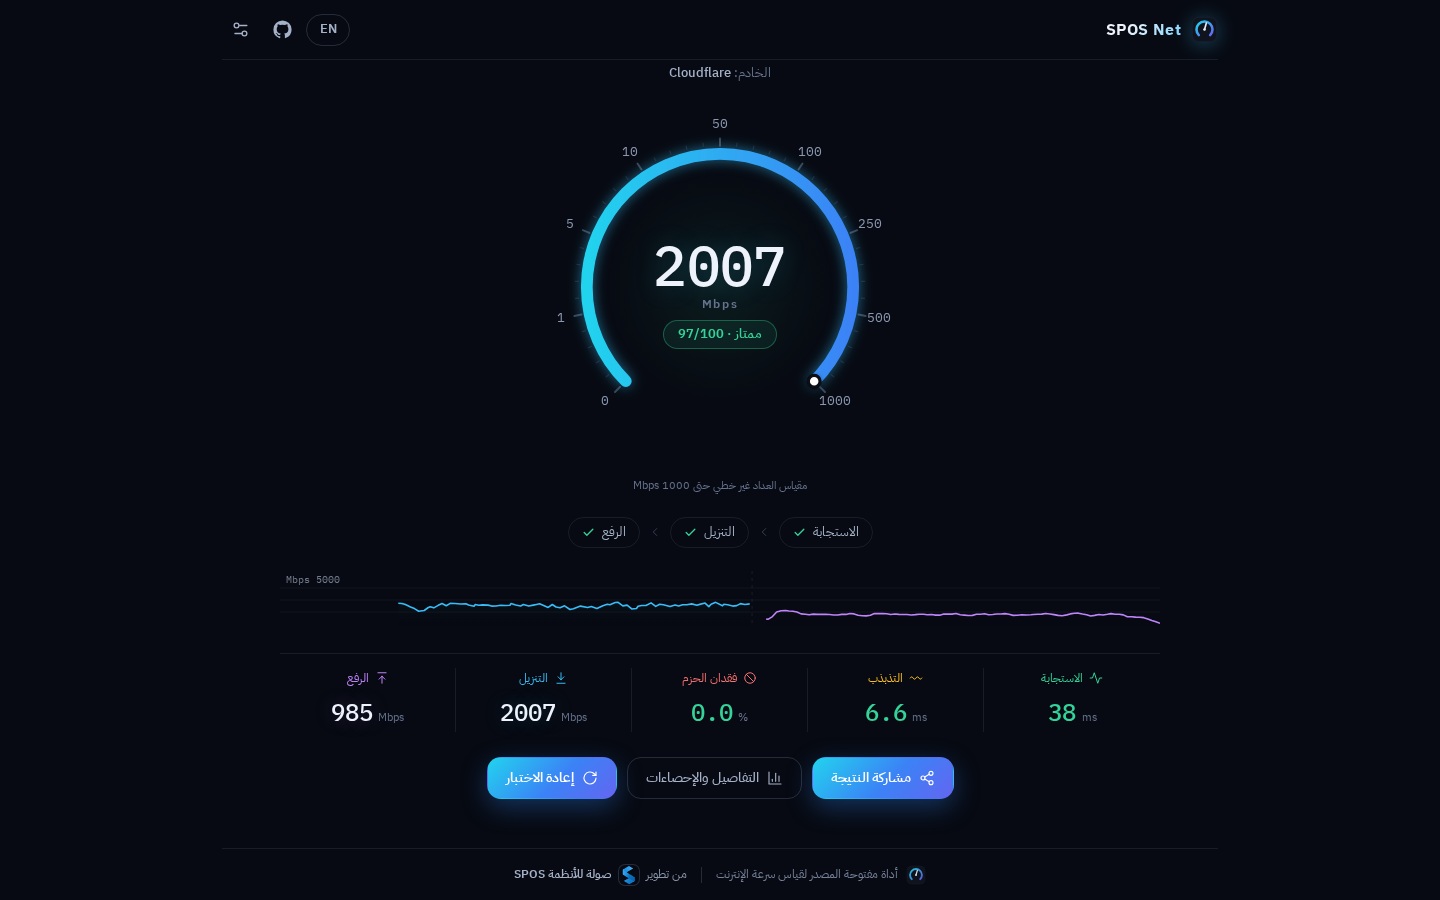 SPOS Net
EN
الخادم: Cloudflare
50
10
100
5
250
2007
Mbps
1
500
ممتاز · 97/100
0
1000
مقياس العداد غير خطي حتى 1000 Mbps
الاستجابة
التنزيل
الرفع
Mbps 5000
الاستجابة
38 ms
التذبذب
6.6 ms
فقدان الحزم
0.0 %
التنزيل
2007 Mbps
الرفع
985 Mbps
مشاركة النتيجة
التفاصيل والإحصاءات
إعادة الاختبار
أداة مفتوحة المصدر لقياس سرعة الإنترنت
من تطوير صولة للأنظمة SPOS